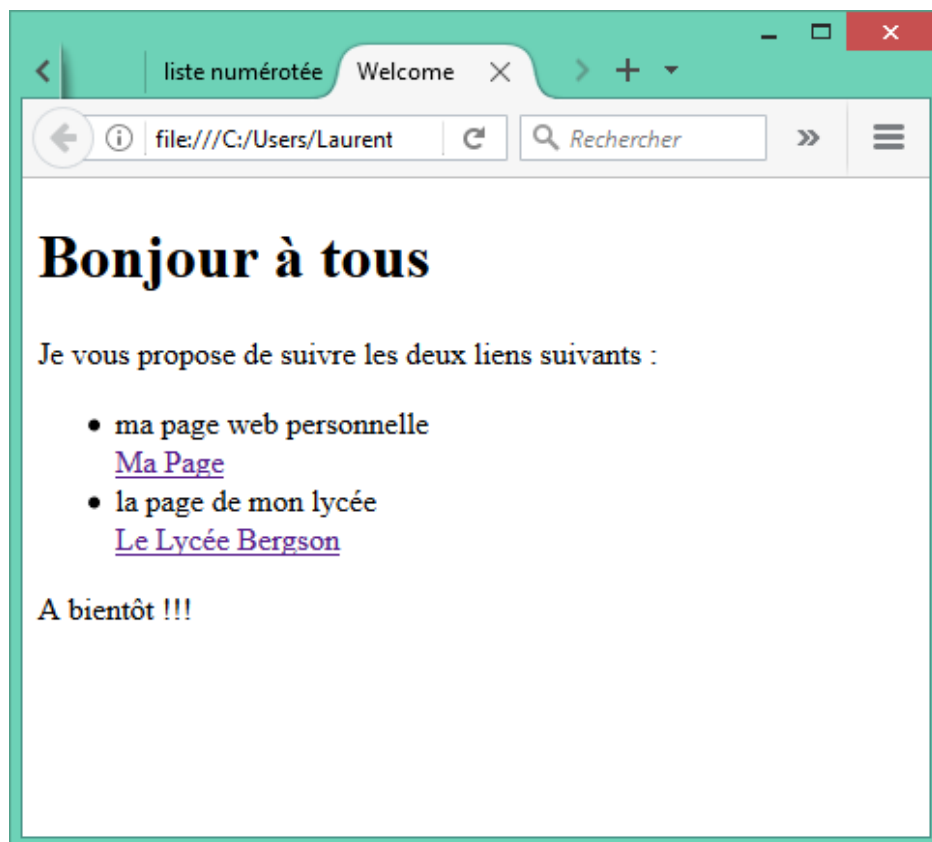 liste numérotée
Welcome
file:///C:/Users/Laurent
Rechercher
Bonjour à tous
Je vous propose de suivre les deux liens suivants :
ma page web personnelle
Ma Page
la page de mon lycée
Le Lycée Bergson
A bientôt !!!